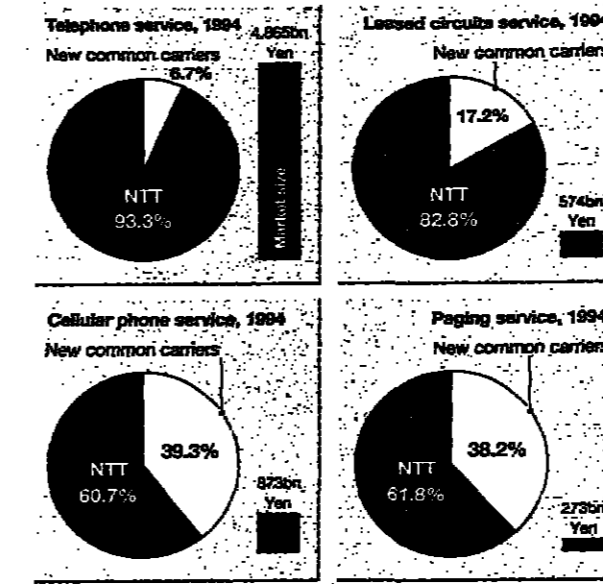 Telephone service, 1994
4,865bn
Yen
New common carriers
6.7%
NTT
93.3%
Market size
Leased circuits service, 1994
New common carriers
17.2%
NTT
82.8%
574bn
Yen
Cellular phone service, 1994
New common carriers
39.3%
NTT
60.7%
873bn
Yen
Paging service, 1994
New common carriers
38.2%
NTT
61.8%
273bn
Yen